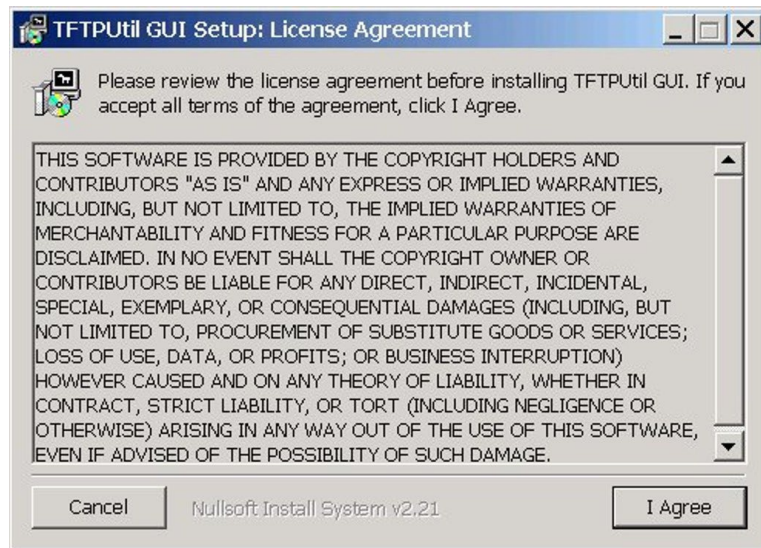 TFTPUtil GUI Setup: License Agreement
Please review the license agreement before installing TFTPUtil GUI. If you
accept all terms of the agreement, click I Agree.
THIS SOFTWARE IS PROVIDED BY THE COPYRIGHT HOLDERS AND
CONTRIBUTORS "AS IS" AND ANY EXPRESS OR IMPLIED WARRANTIES,
INCLUDING, BUT NOT LIMITED TO, THE IMPLIED WARRANTIES OF
MERCHANTABILITY AND FITNESS FOR A PARTICULAR PURPOSE ARE
DISCLAIMED. IN NO EVENT SHALL THE COPYRIGHT OWNER OR
CONTRIBUTORS BE LIABLE FOR ANY DIRECT, INDIRECT, INCIDENTAL,
SPECIAL, EXEMPLARY, OR CONSEQUENTIAL DAMAGES (INCLUDING, BUT
NOT LIMITED TO, PROCUREMENT OF SUBSTITUTE GOODS OR SERVICES;
LOSS OF USE, DATA, OR PROFITS; OR BUSINESS INTERRUPTION)
HOWEVER CAUSED AND ON ANY THEORY OF LIABILITY, WHETHER IN
CONTRACT, STRICT LIABILITY, OR TORT (INCLUDING NEGLIGENCE OR
OTHERWISE) ARISING IN ANY WAY OUT OF THE USE OF THIS SOFTWARE,
EVEN IF ADVISED OF THE POSSIBILITY OF SUCH DAMAGE.
Cancel
Nullsoft Install System v2.21
I Agree